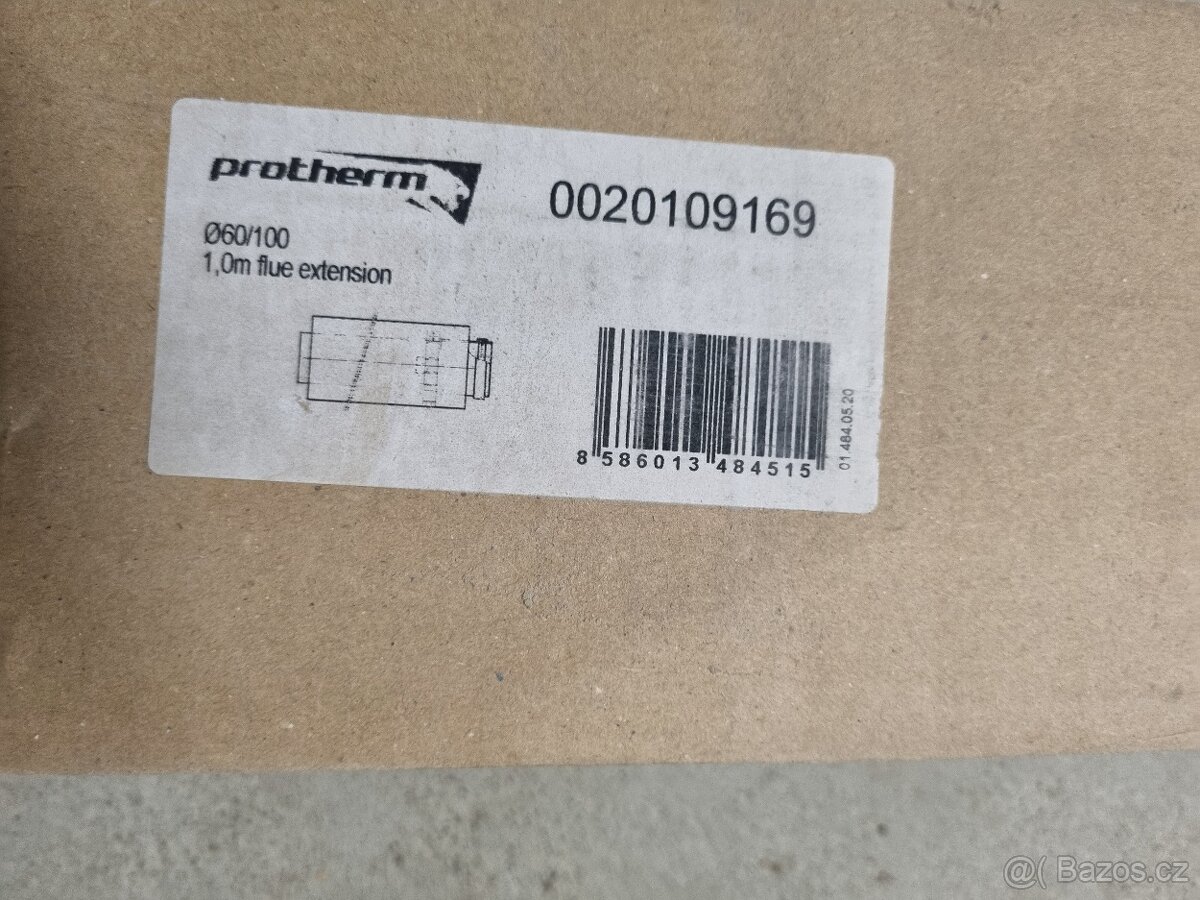 protherm
0020109169
Ø60/100
1,0m flue extension
8 586013 484515
01.484.05.20
@( Bazos.cz